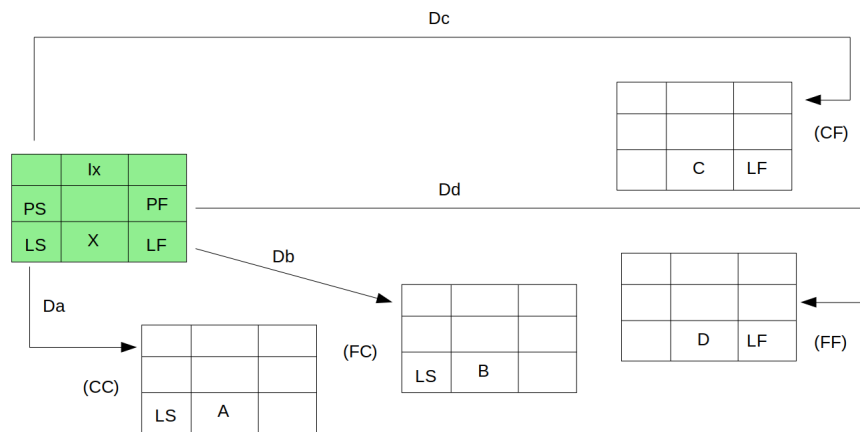 Dc
(CF)
C LF
Ix
PS PF
LS X LF
Dd
Db
Da
(FC)
LS B
D LF
(FF)
(CC)
LS A